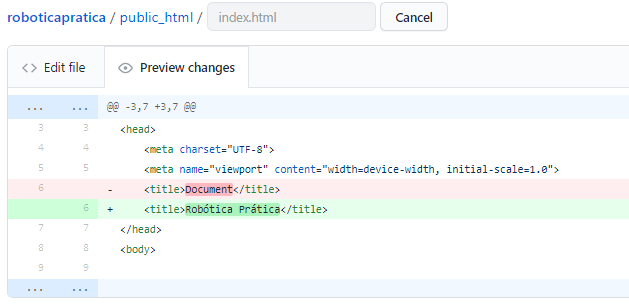 roboticapratica / public_html / index.html Cancel
<> Edit file Preview changes
... ... @@ -3,7 +3,7 @@
3 3 <head>
4 4 <meta charset="UTF-8">
5 5 <meta name="viewport" content="width=device-width, initial-scale=1.0">
6 - <title>Document</title>
6 + <title>Robótica Prática</title>
7 7 </head>
8 8 <body>
9 9
... ...